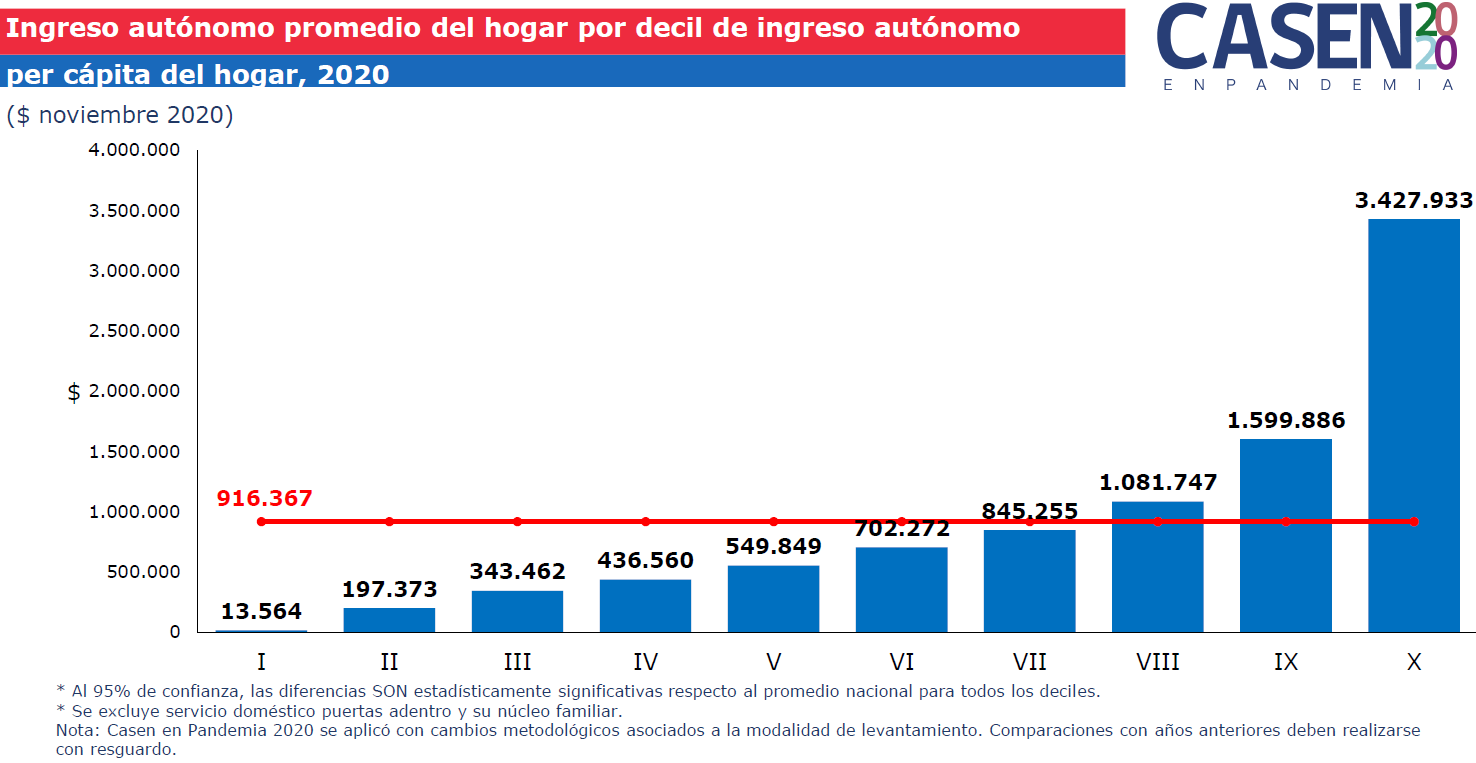 Ingreso autónomo promedio del hogar por decil de ingreso autónomo
per cápita del hogar, 2020
CASEN 2020
EN PANDEMIA
($ noviembre 2020)
4.000.000
3.500.000
3.000.000
2.500.000
$ 2.000.000
1.500.000
1.000.000
500.000
0
916.367
13.564
197.373
343.462
436.560
549.849
702.272
845.255
1.081.747
1.599.886
3.427.933
I II III IV V VI VII VIII IX X
* Al 95% de confianza, las diferencias SON estadísticamente significativas respecto al promedio nacional para todos los deciles.
* Se excluye servicio doméstico puertas adentro y su núcleo familiar.
Nota: Casen en Pandemia 2020 se aplicó con cambios metodológicos asociados a la modalidad de levantamiento. Comparaciones con años anteriores deben realizarse
con resguardo.